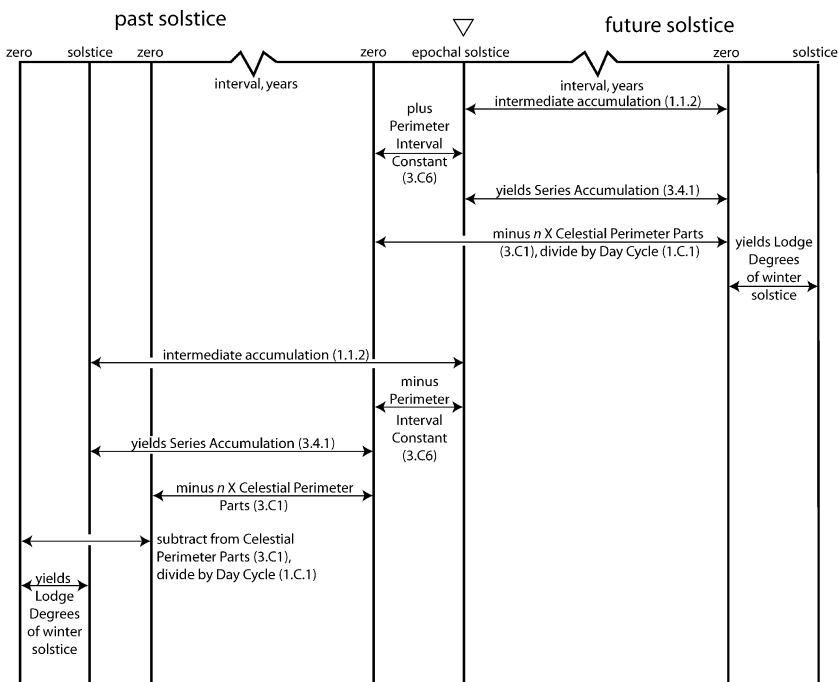 past solstice
future solstice
zero
solstice
zero
zero
epochal solstice
zero
solstice
interval, years
interval, years
intermediate accumulation (1.1.2)
plus
Perimeter
Interval
Constant
(3.C6)
yields Series Accumulation (3.4.1)
minus n X Celestial Perimeter Parts
(3.C1), divide by Day Cycle (1.C.1)
yields Lodge
Degrees
of winter
solstice
intermediate accumulation (1.1.2)
minus
Perimeter
Interval
Constant
(3.C6)
yields Series Accumulation (3.4.1)
minus n X Celestial Perimeter
Parts (3.C1)
subtract from Celestial
Perimeter Parts (3.C1),
divide by Day Cycle (1.C.1)
yields
Lodge
Degrees
of winter
solstice